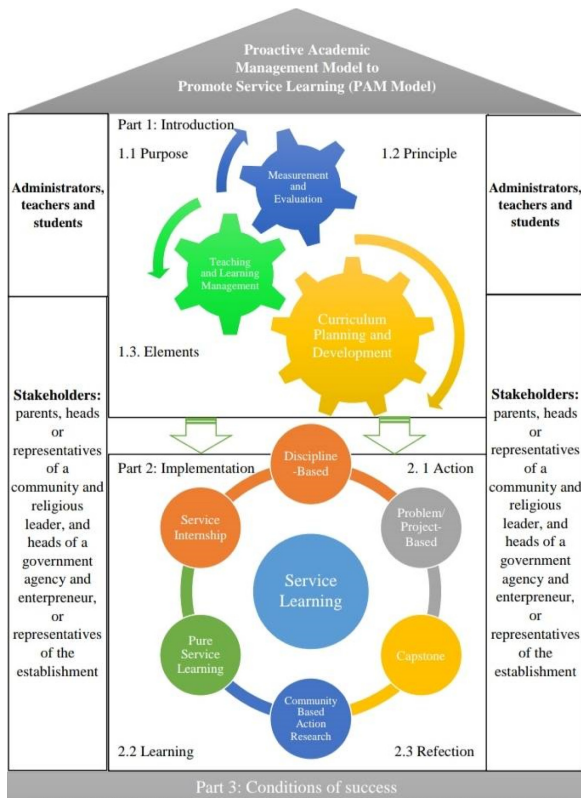 Proactive Academic
Management Model to
Promote Service Learning (PAM Model)
Administrators,
teachers and
students
Stakeholders:
parents, heads
or
representatives
of a
community and
religious
leader, and
heads of a
government
agency and
enterpreneur,
or
representatives
of the
establishment
Part 1: Introduction
1.1 Purpose
1.2 Principle
Measurement
and
Evaluation
Teaching
and Learning
Management
Curriculum
Planning and
Development
1.3. Elements
Part 2: Implementation
2. 1 Action
Discipline
-Based
Service
Internship
Problem/
Project-
Based
Service
Learning
Pure
Service
Learning
Capstone
Community
Based
Action
Research
2.2 Learning
2.3 Refection
Administrators,
teachers and
students
Stakeholders:
parents, heads
or
representatives
of a
community and
religious
leader, and
heads of a
government
agency and
enterpreneur,
or
representatives
of the
establishment
Part 3: Conditions of success